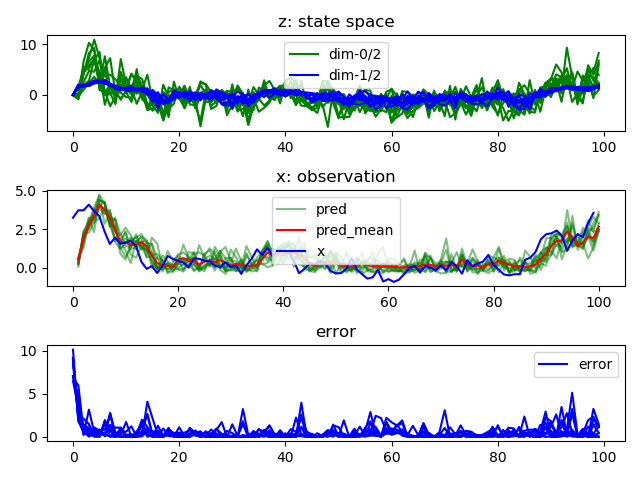 z: state space
10
0
dim-0/2
dim-1/2
0 20 40 60 80 100
x: observation
5.0
2.5
0.0
pred
pred_mean
x
0 20 40 60 80 100
error
10
5
0
error
0 20 40 60 80 100